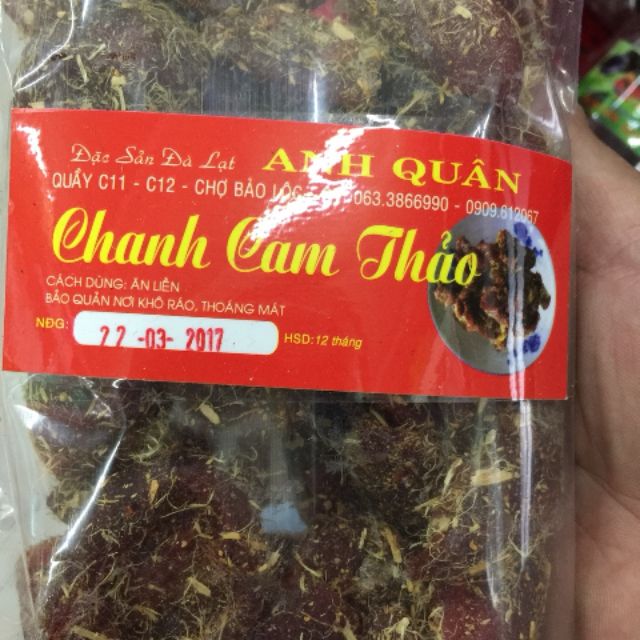 Đặc Sản Đà Lạt ANH QUÂN
QUẦY C11 - C12 - CHỢ BẢO LỘC 063.3866990 - 0909.612067
Chanh Cam Thảo
CÁCH DÙNG: ĂN LIỀN
BẢO QUẢN NƠI KHÔ RÁO, THOÁNG MÁT
NĐG: 22-03-2017 HSD: 12 tháng